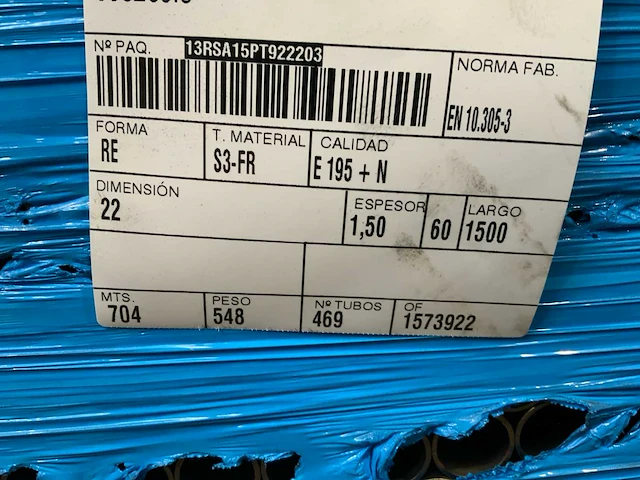 Nº PAQ. 13RSA15PT922203
NORMA FAB.
EN 10.305-3
FORMA
RE
T. MATERIAL
S3-FR
CALIDAD
E 195 + N
DIMENSIÓN
22
ESPESOR
1,50
60
LARGO
1500
MTS.
704
PESO
548
Nº TUBOS
469
OF
1573922